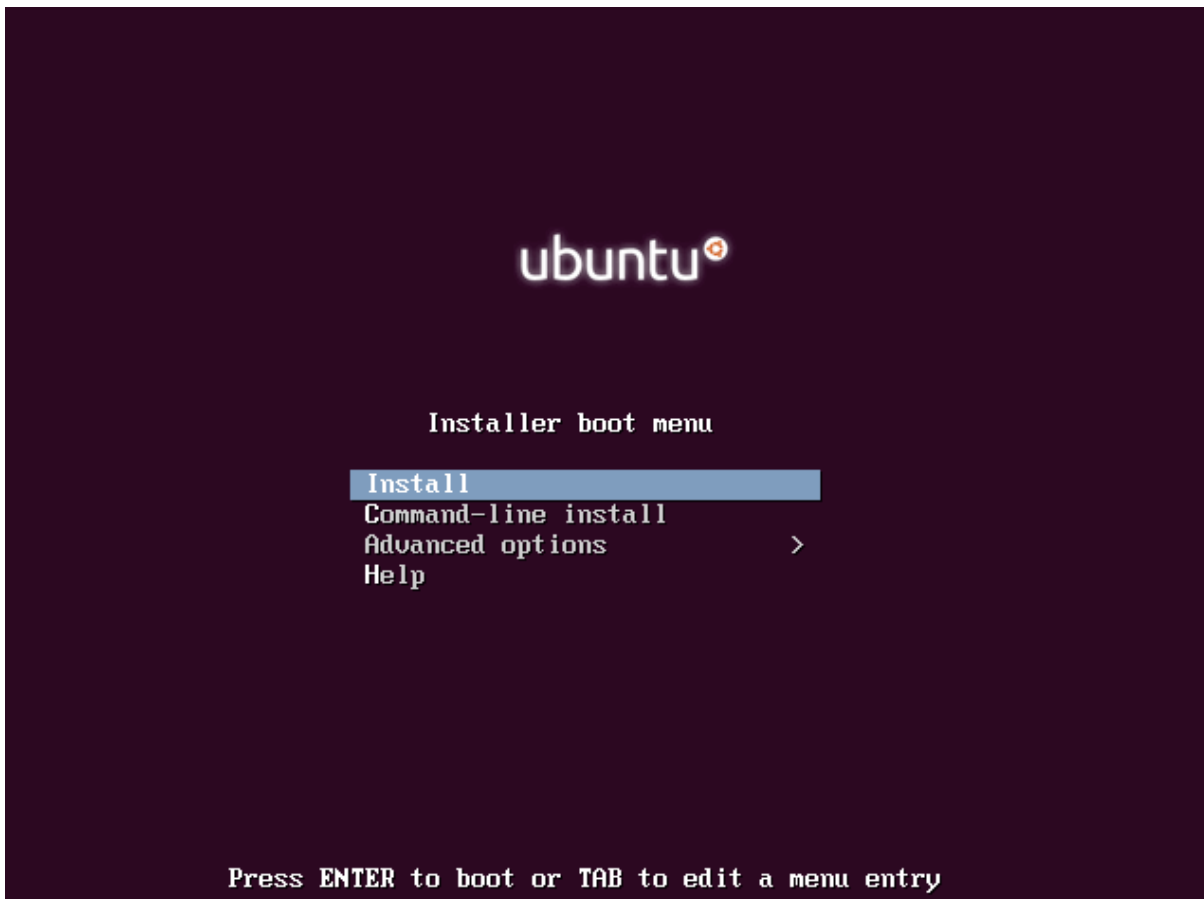 ubuntu
Installer boot menu
Install
Command-line install
Advanced options >
Help
Press ENTER to boot or TAB to edit a menu entry